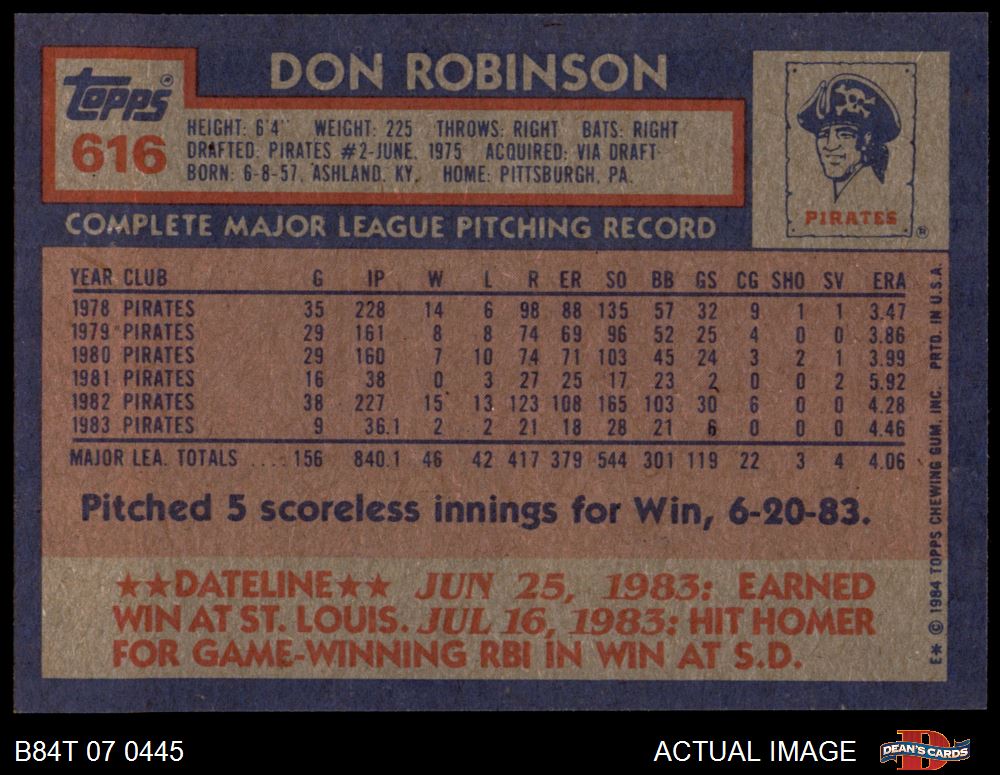 DON ROBINSON
Topps®
616
HEIGHT: 6'4" WEIGHT: 225 THROWS: RIGHT BATS: RIGHT
DRAFTED: PIRATES #2-JUNE, 1975 ACQUIRED: VIA DRAFT
BORN: 6-8-57, ASHLAND, KY. HOME: PITTSBURGH, PA.
PIRATES
®
COMPLETE MAJOR LEAGUE PITCHING RECORD
YEAR CLUB G IP W L R ER SO BB GS CG SHO SV ERA
1978 PIRATES 35 228 14 6 98 88 135 57 32 9 1 1 3.47
1979 PIRATES 29 161 8 8 74 69 96 52 25 4 0 0 3.86
1980 PIRATES 29 160 7 10 74 71 103 45 24 3 2 1 3.99
1981 PIRATES 16 38 0 3 27 25 17 23 2 0 0 2 5.92
1982 PIRATES 38 227 15 13 123 108 165 103 30 6 0 0 4.28
1983 PIRATES 9 36.1 2 2 21 18 28 21 6 0 0 0 4.46
MAJOR LEA. TOTALS .... 156 840.1 46 42 417 379 544 301 119 22 3 4 4.06
Pitched 5 scoreless innings for Win, 6-20-83.
★★DATELINE★★ JUN 25, 1983: EARNED
WIN AT ST. LOUIS. JUL 16, 1983: HIT HOMER
FOR GAME-WINNING RBI IN WIN AT S.D.
E* © 1984 TOPPS CHEWING GUM, INC. PRTD. IN U.S.A.
B84T 07 0445
ACTUAL IMAGE
DEAN'S CARDS